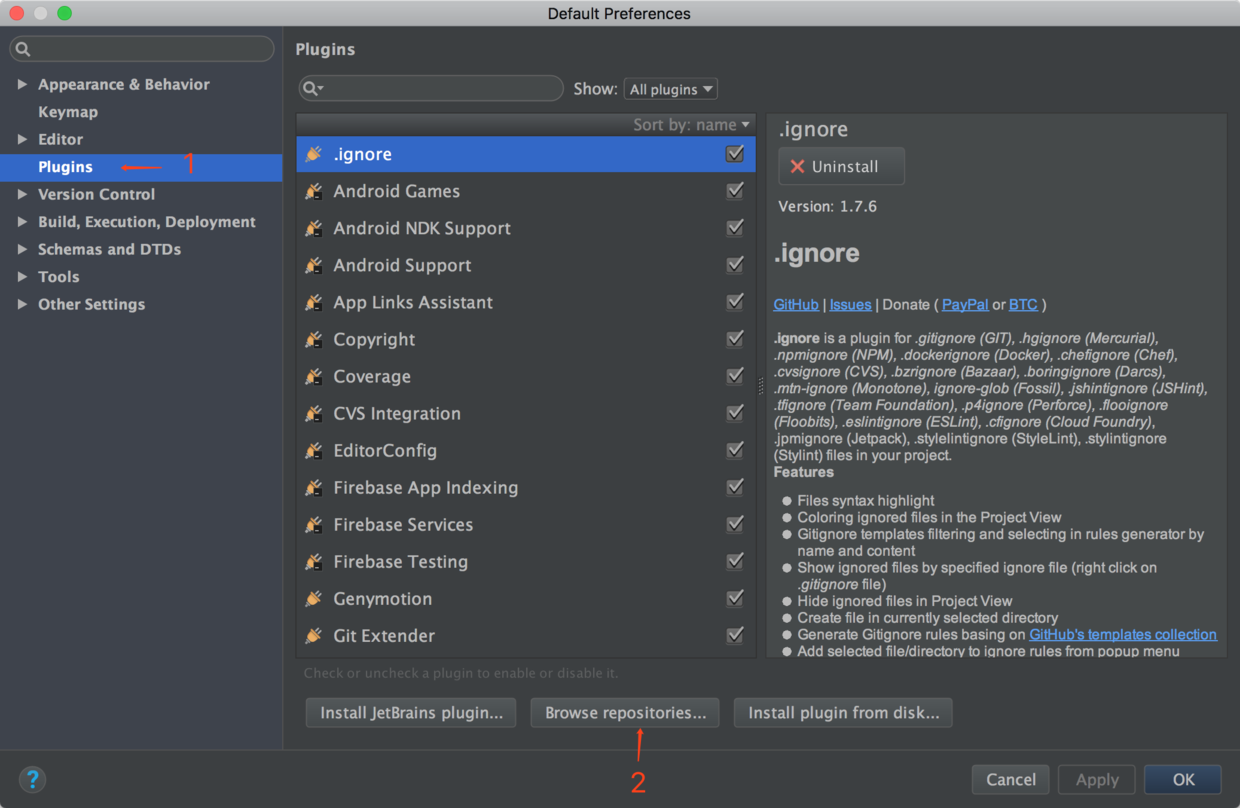 Default Preferences
Appearance & Behavior
Keymap
Editor
Plugins
1
Version Control
Build, Execution, Deployment
Schemas and DTDs
Tools
Other Settings
Plugins
Show: All plugins
Sort by: name
.ignore
Android Games
Android NDK Support
Android Support
App Links Assistant
Copyright
Coverage
CVS Integration
EditorConfig
Firebase App Indexing
Firebase Services
Firebase Testing
Genymotion
Git Extender
Check or uncheck a plugin to enable or disable it.
Install JetBrains plugin...
Browse repositories...
Install plugin from disk...
2
.ignore
Uninstall
Version: 1.7.6
.ignore
GitHub | Issues | Donate ( PayPal or BTC )
.ignore is a plugin for .gitignore (GIT), .hgignore (Mercurial),
.npmignore (NPM), .dockerignore (Docker), .chefignore (Chef),
.cvsignore (CVS), .bzrignore (Bazaar), .boringignore (Darcs),
.mtn-ignore (Monotone), ignore-glob (Fossil), .jshintignore (JSHint),
.tfignore (Team Foundation), .p4ignore (Perforce), .flooignore
(Floobits), .eslintignore (ESLint), .cfignore (Cloud Foundry),
.jpmignore (Jetpack), .stylelintignore (StyleLint), .stylintignore
(Stylint) files in your project.
Features
Files syntax highlight
Coloring ignored files in the Project View
Gitignore templates filtering and selecting in rules generator by
name and content
Show ignored files by specified ignore file (right click on
.gitignore file)
Hide ignored files in Project View
Create file in currently selected directory
Generate Gitignore rules basing on GitHub's templates collection
Add selected file/directory to ignore rules from popup menu
?
Cancel
Apply
OK